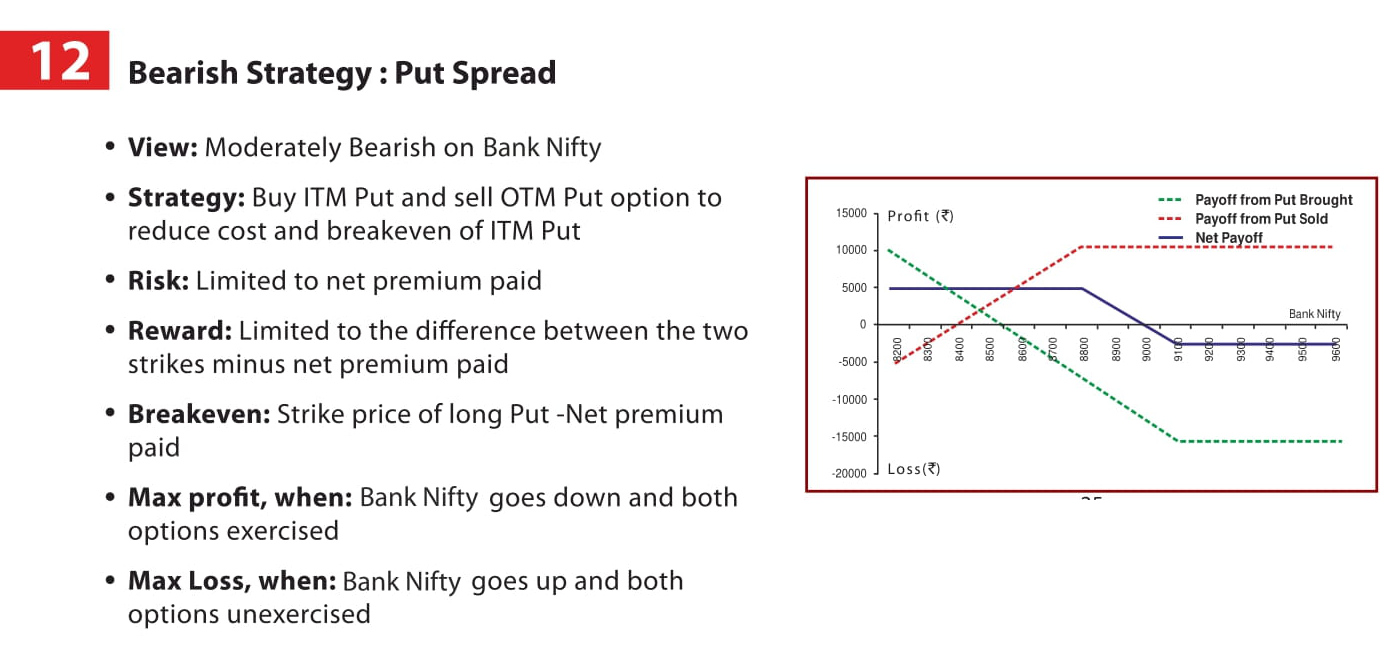 12
Bearish Strategy : Put Spread
• View: Moderately Bearish on Bank Nifty
• Strategy: Buy ITM Put and sell OTM Put option to
reduce cost and breakeven of ITM Put
• Risk: Limited to net premium paid
• Reward: Limited to the difference between the two
strikes minus net premium paid
• Breakeven: Strike price of long Put -Net premium
paid
• Max profit, when: Bank Nifty goes down and both
options exercised
• Max Loss, when: Bank Nifty goes up and both
options unexercised
Payoff from Put Brought
Payoff from Put Sold
Net Payoff
Profit (₹)
15000
10000
5000
0
-5000
-10000
-15000
-20000
Bank Nifty
8200 8300 8400 8500 8600 8700 8800 8900 9000 9100 9200 9300 9400 9500 9600
Loss(₹)